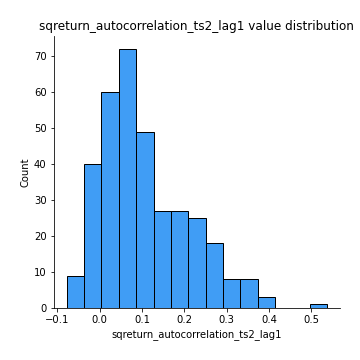 sqreturn_autocorrelation_ts2_lag1 value distribution
70
60
50
40
30
20
10
0
Count
−0.1 0.0 0.1 0.2 0.3 0.4 0.5
sqreturn_autocorrelation_ts2_lag1